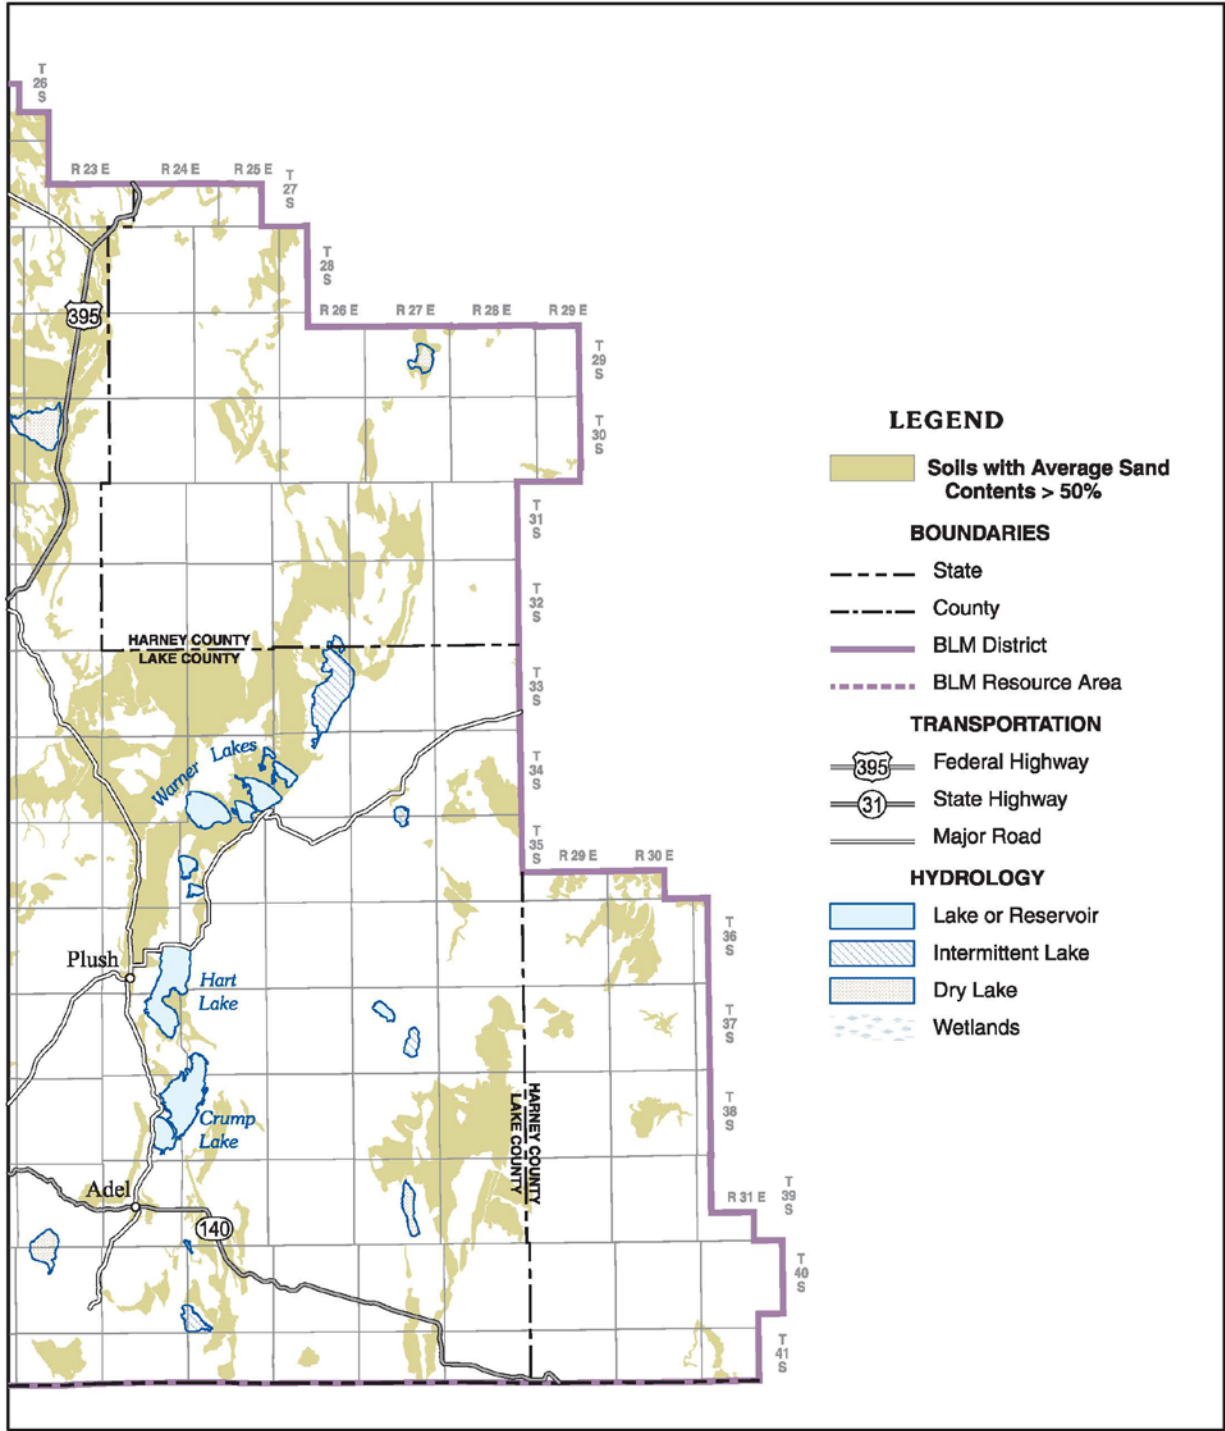 T
26
S
R 23 E
R 24 E
R 25 E
T
27
S
T
28
S
R 26 E
R 27 E
R 28 E
R 29 E
T
29
S
395
T
30
S
T
31
S
T
32
S
HARNEY COUNTY
LAKE COUNTY
T
33
S
Warner Lakes
T
34
S
T
35
S
R 29 E
R 30 E
T
36
S
Plush
Hart
Lake
T
37
S
HARNEY COUNTY
LAKE COUNTY
T
38
S
Crump
Lake
Adel
R 31 E
T
39
S
140
T
40
S
T
41
S
LEGEND
Soils with Average Sand
Contents > 50%
BOUNDARIES
State
County
BLM District
BLM Resource Area
TRANSPORTATION
395
Federal Highway
31
State Highway
Major Road
HYDROLOGY
Lake or Reservoir
Intermittent Lake
Dry Lake
Wetlands